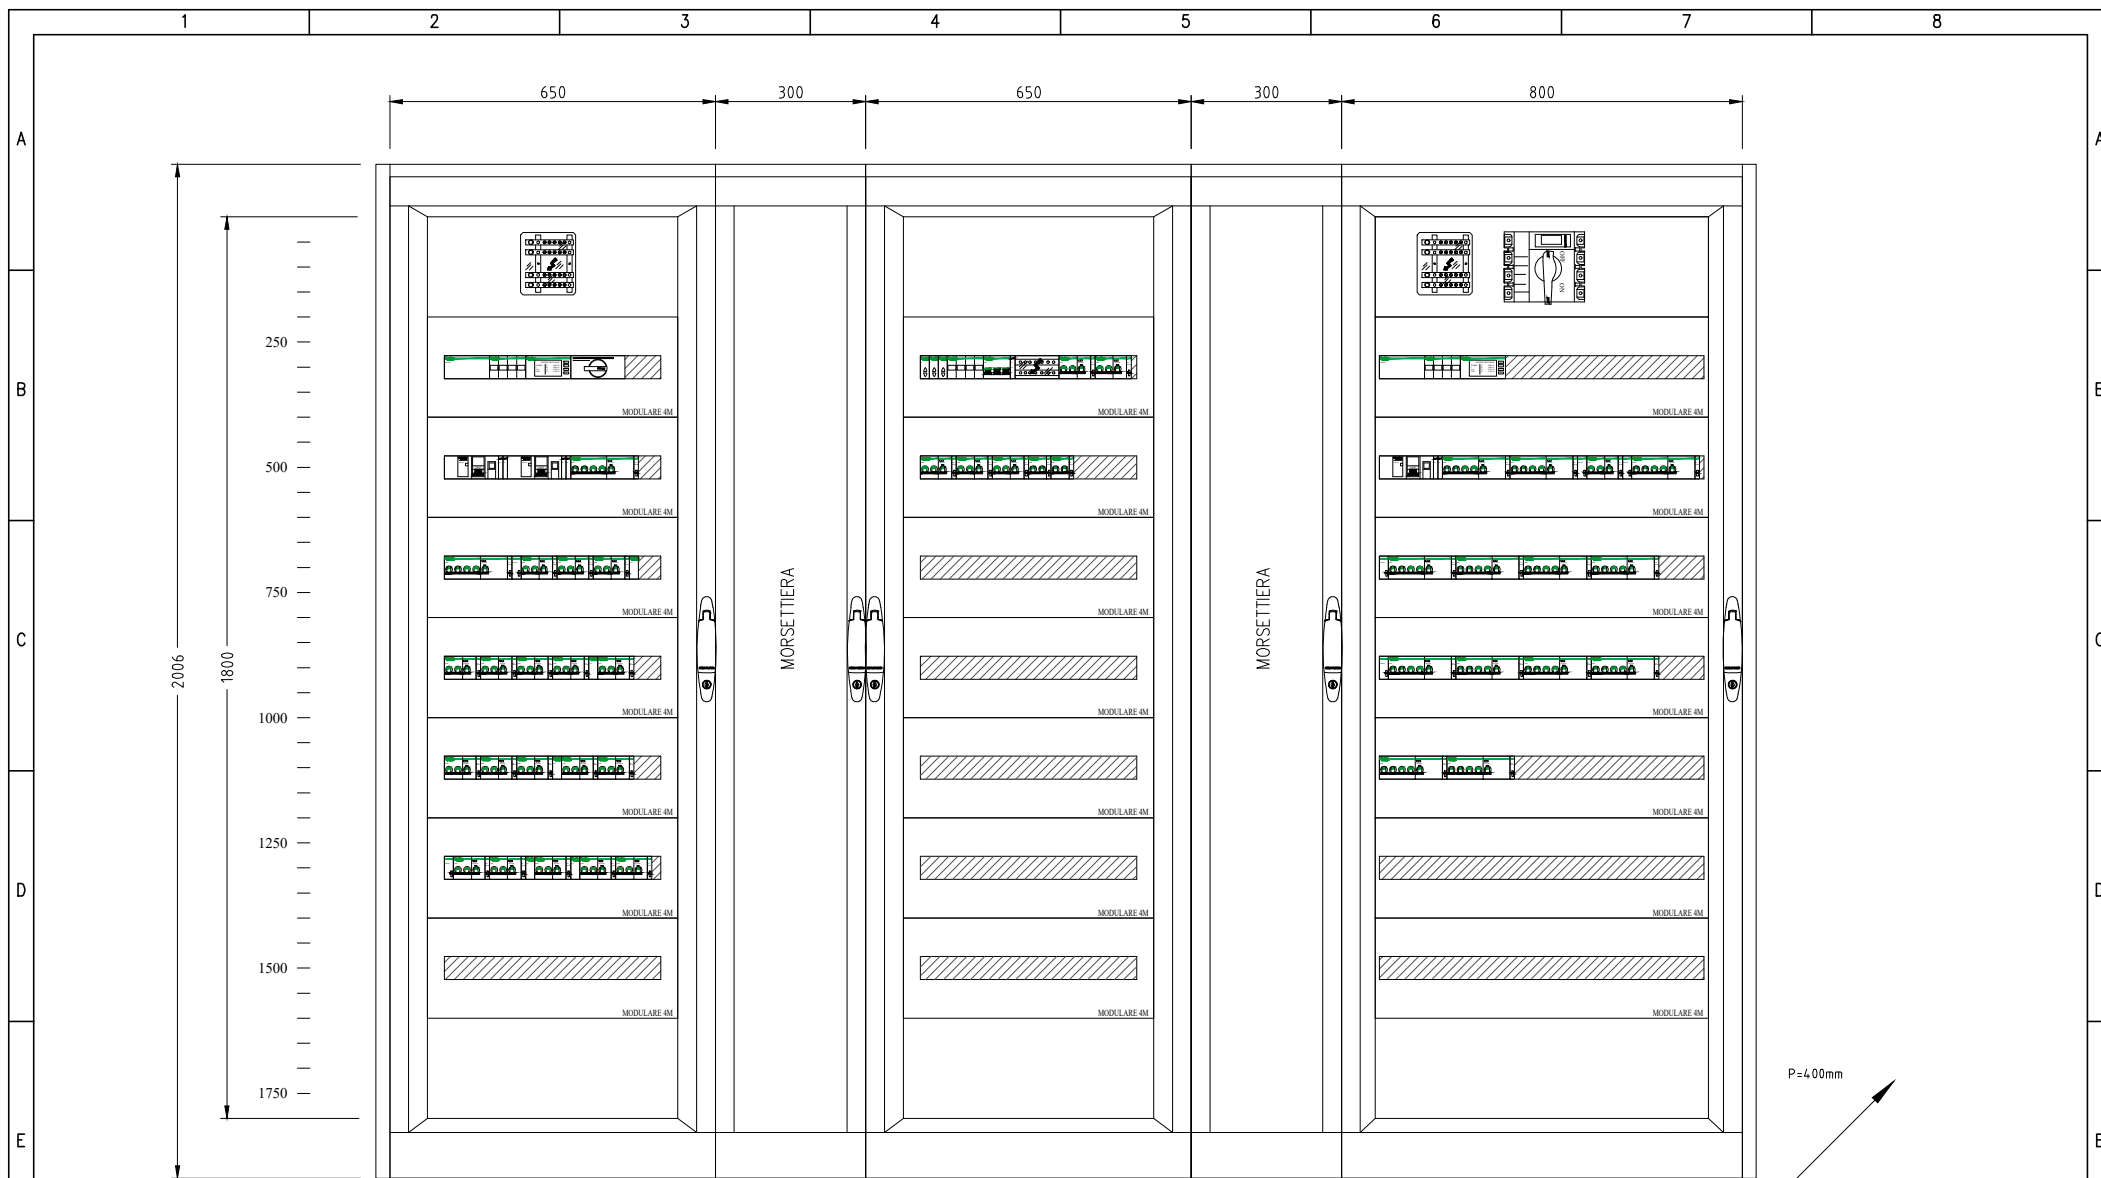 1 2 3 4 5 6 7 8
650 300 650 300 800
A A
OFF
ON
250
B B
MODULARE 4M MODULARE 4M MODULARE 4M
500
MODULARE 4M MODULARE 4M MODULARE 4M
750
MORSETTIERA MORSETTIERA
MODULARE 4M MODULARE 4M MODULARE 4M
C C
2006 1800
1000
MODULARE 4M MODULARE 4M MODULARE 4M
MODULARE 4M MODULARE 4M MODULARE 4M
1250
D D
MODULARE 4M MODULARE 4M MODULARE 4M
1500
MODULARE 4M MODULARE 4M MODULARE 4M
P=400mm
1750
E E